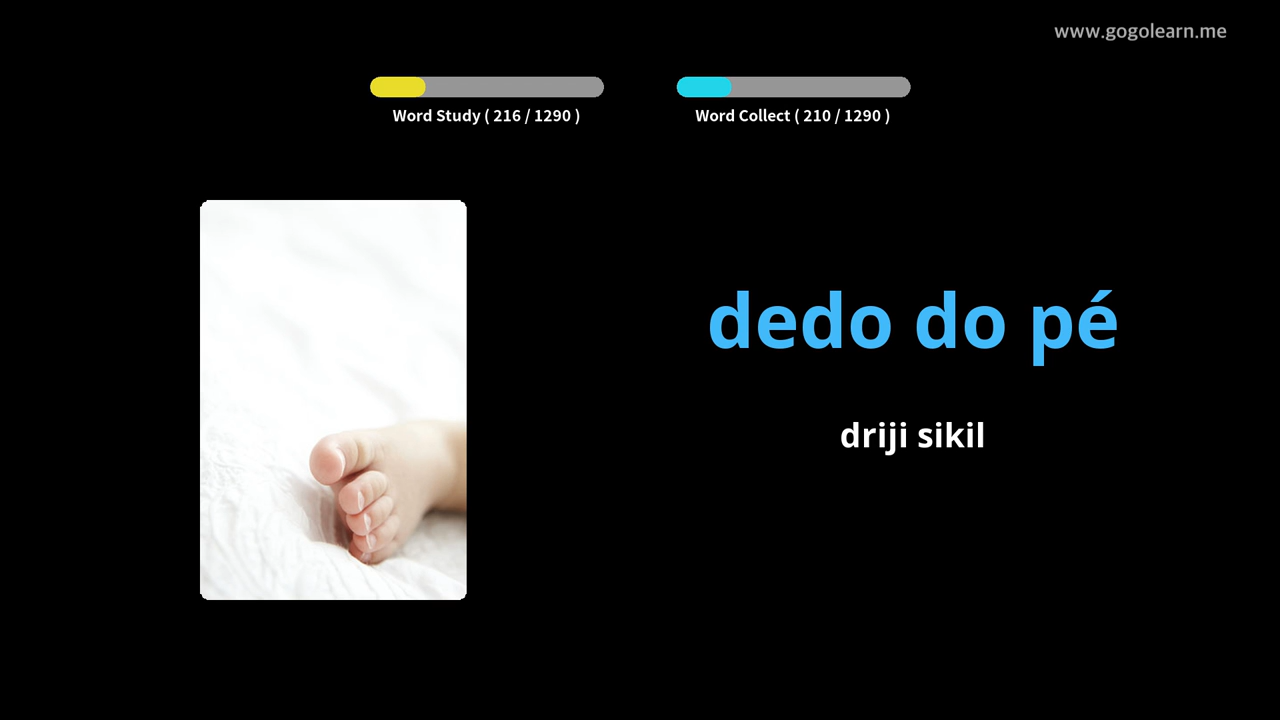 www.gogolearn.me
Word Study ( 216 / 1290 )
Word Collect ( 210 / 1290 )
dedo do pé
driji sikil